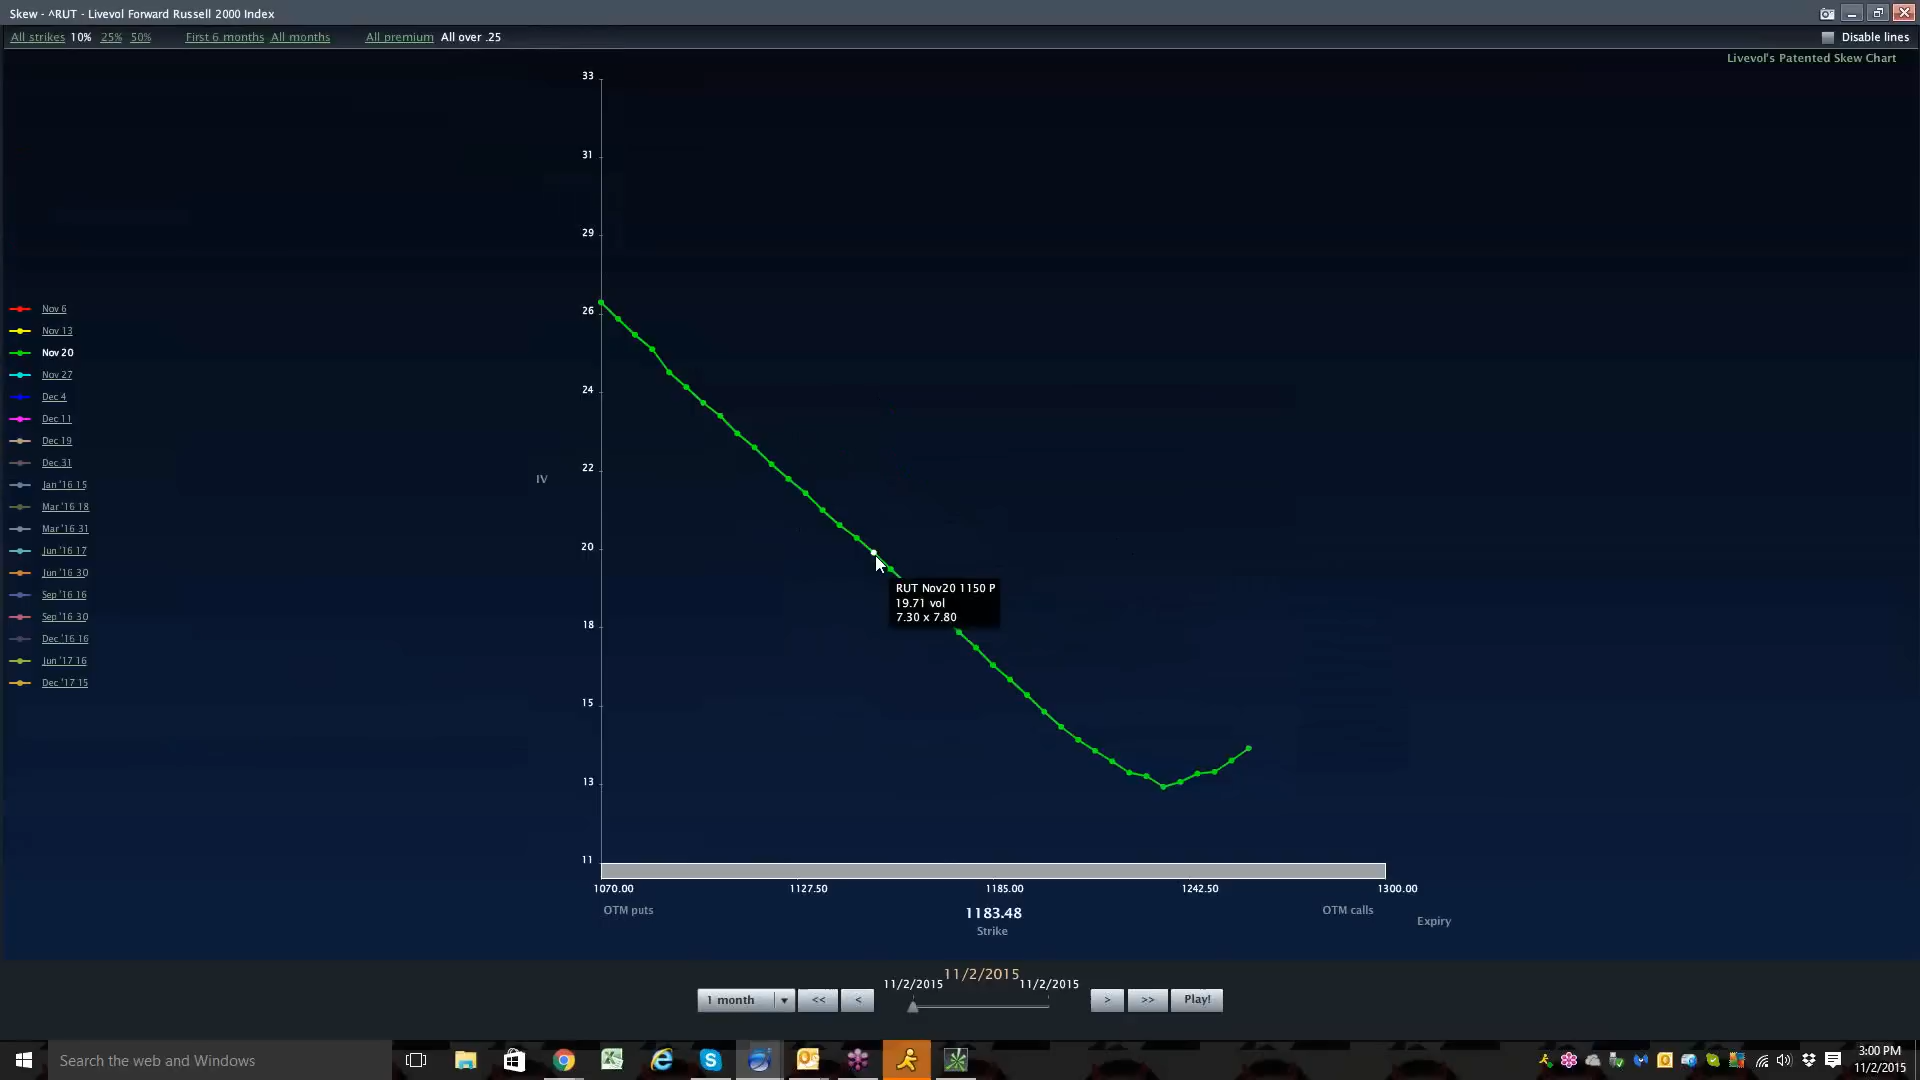 Skew - ^RUT - Livevol Forward Russell 2000 Index
All strikes 10% 25% 50% First 6 months All months All premium All over .25 Disable lines
Livevol's Patented Skew Chart
33
31
29
26
24
22
20
18
15
13
11
IV
Nov 6
Nov 13
Nov 20
Nov 27
Dec 4
Dec 11
Dec 19
Dec 31
Jan '16 15
Mar '16 18
Mar '16 31
Jun '16 17
Jun '16 30
Sep '16 16
Sep '16 30
Dec '16 16
Jun '17 16
Dec '17 15
RUT Nov20 1150 P
19.71 vol
7.30 x 7.80
1070.00 1127.50 1185.00 1242.50 1300.00
OTM puts 1183.48 OTM calls
Strike Expiry
11/2/2015
11/2/2015 11/2/2015
1 month << < > >> Play!
Search the web and Windows
3:00 PM
11/2/2015